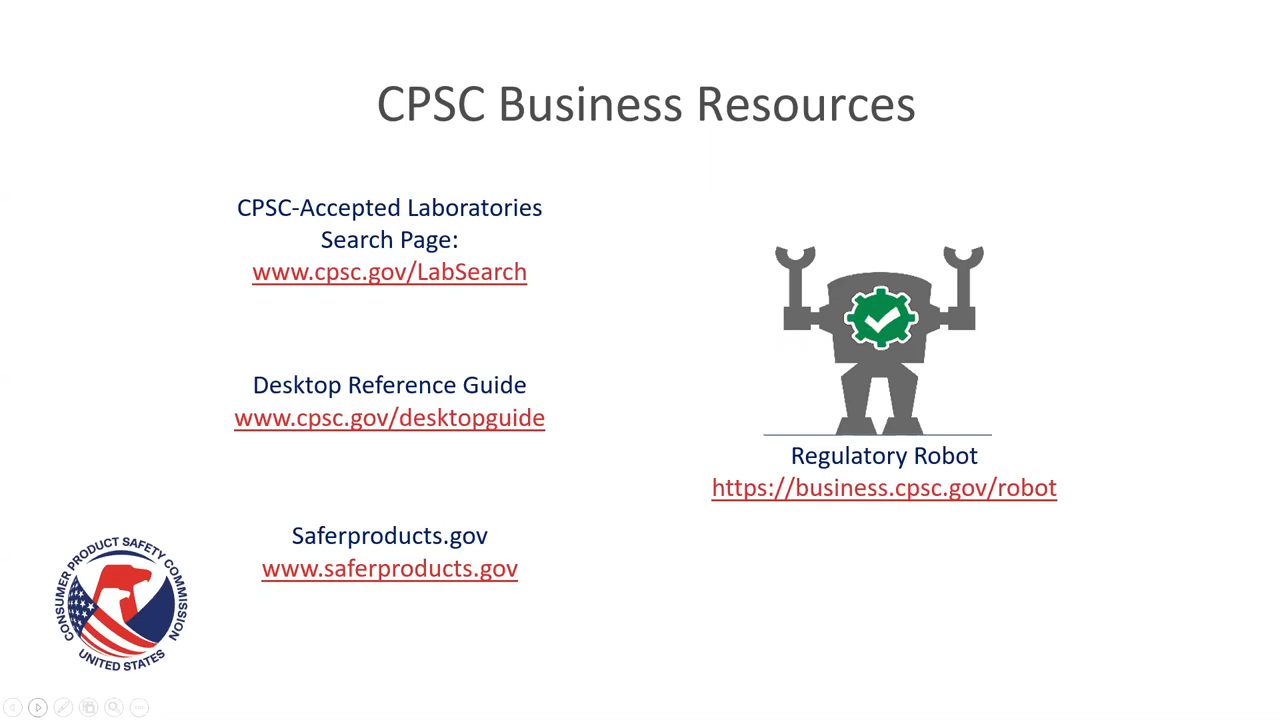 CPSC Business Resources
CPSC-Accepted Laboratories
Search Page:
www.cpsc.gov/LabSearch
Desktop Reference Guide
www.cpsc.gov/desktopguide
Saferproducts.gov
www.saferproducts.gov
Regulatory Robot
https://business.cpsc.gov/robot
CONSUMER PRODUCT SAFETY COMMISSION
UNITED STATES